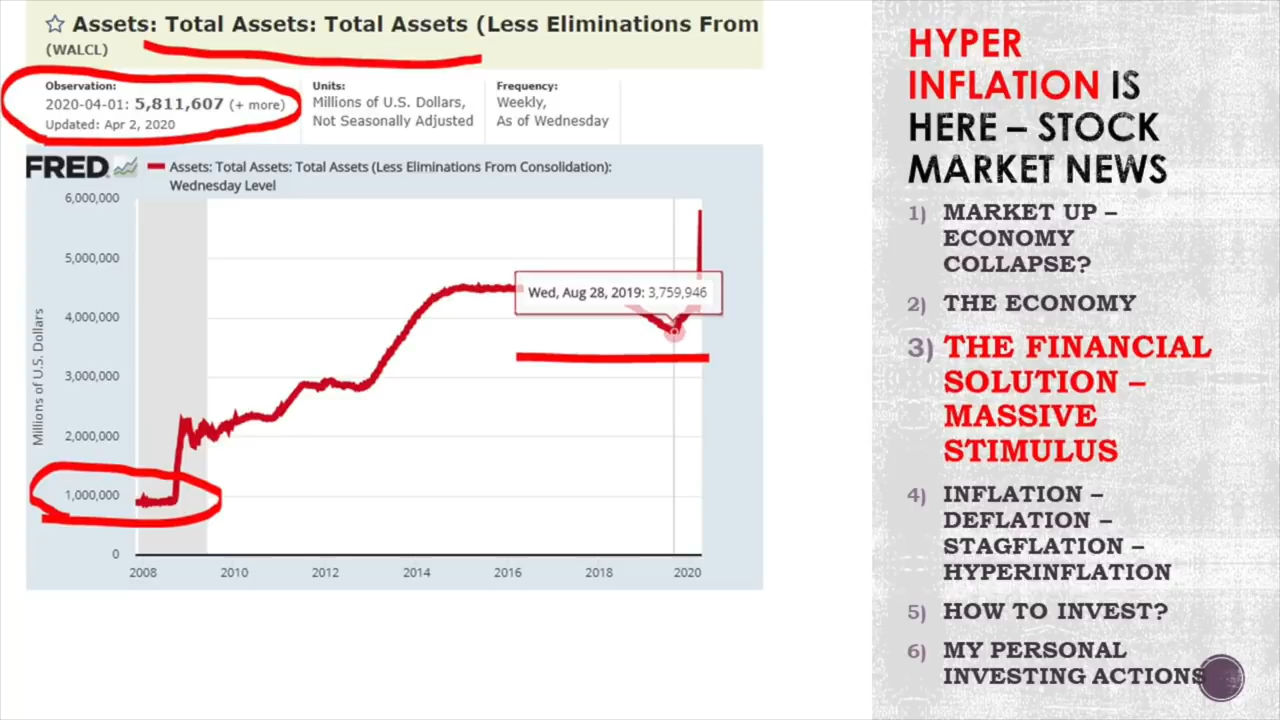 Assets: Total Assets: Total Assets (Less Eliminations From
(WALCL)
Observation:
2020-04-01: 5,811,607 (+ more)
Updated: Apr 2, 2020
Units:
Millions of U.S. Dollars,
Not Seasonally Adjusted
Frequency:
Weekly,
As of Wednesday
FRED
Assets: Total Assets: Total Assets (Less Eliminations From Consolidation):
Wednesday Level
Millions of U.S. Dollars
6,000,000
5,000,000
4,000,000
3,000,000
2,000,000
1,000,000
0
Wed, Aug 28, 2019: 3,759,946
2008 2010 2012 2014 2016 2018 2020
HYPER
INFLATION IS
HERE – STOCK
MARKET NEWS
1) MARKET UP –
ECONOMY
COLLAPSE?
2) THE ECONOMY
3) THE FINANCIAL
SOLUTION –
MASSIVE
STIMULUS
4) INFLATION –
DEFLATION –
STAGFLATION –
HYPERINFLATION
5) HOW TO INVEST?
6) MY PERSONAL
INVESTING ACTIONS